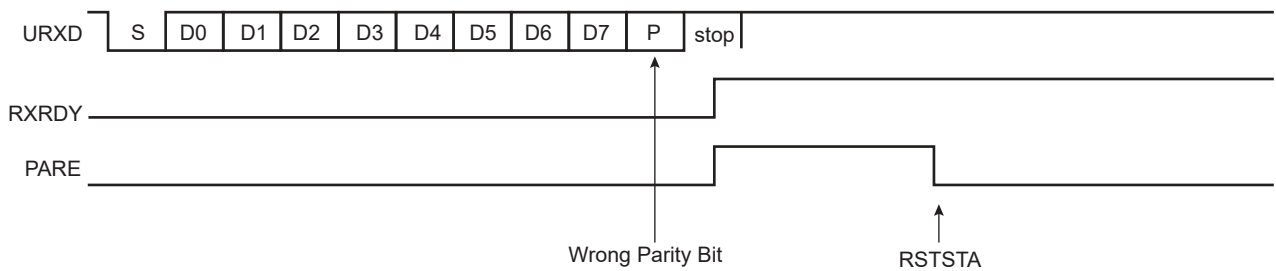 URXD S D0 D1 D2 D3 D4 D5 D6 D7 P stop
RXRDY
PARE
Wrong Parity Bit RSTSTA